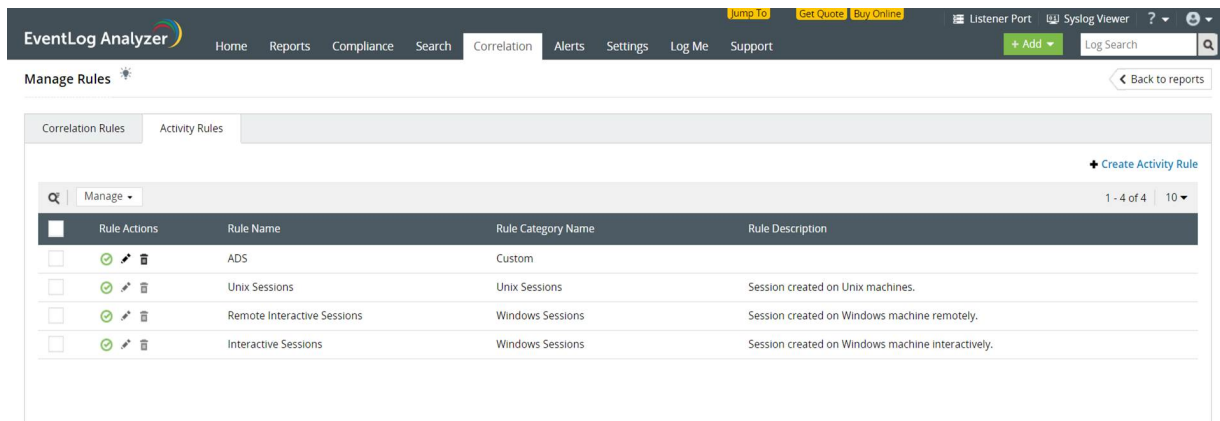 Jump To Get Quote Buy Online Listener Port Syslog Viewer ?
EventLog Analyzer Home Reports Compliance Search Correlation Alerts Settings Log Me Support + Add Log Search
Manage Rules Back to reports
Correlation Rules Activity Rules
+ Create Activity Rule
Manage 1 - 4 of 4 10
Rule Actions Rule Name Rule Category Name Rule Description
ADS Custom
Unix Sessions Unix Sessions Session created on Unix machines.
Remote Interactive Sessions Windows Sessions Session created on Windows machine remotely.
Interactive Sessions Windows Sessions Session created on Windows machine interactively.